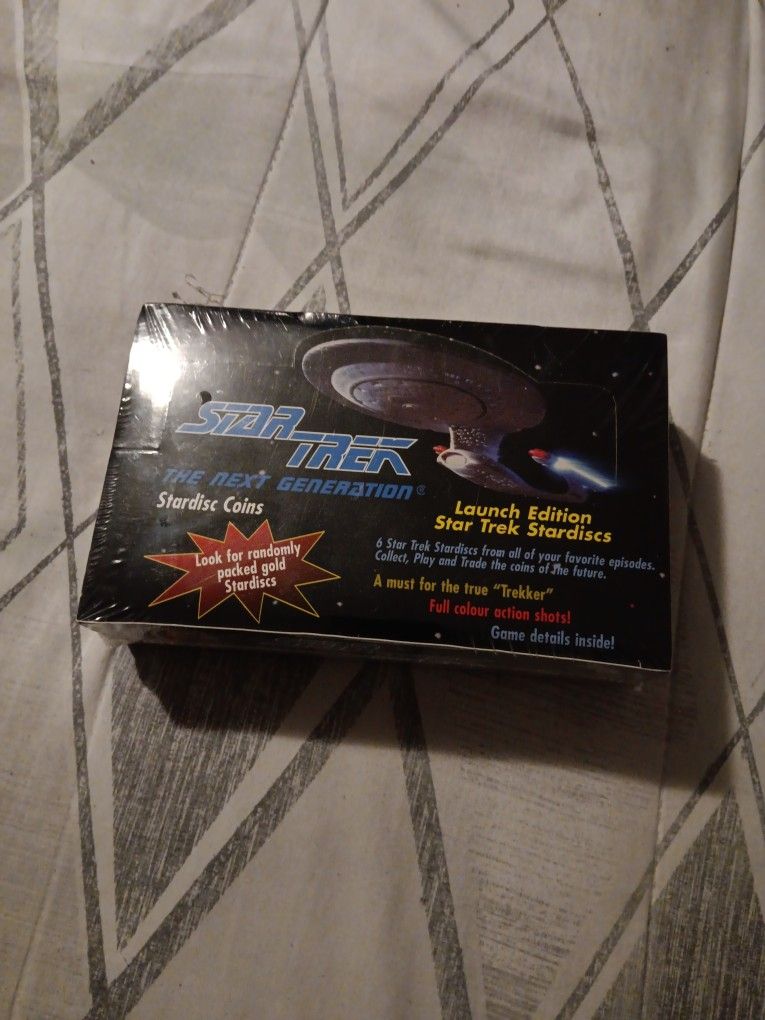 STAR
TREK
THE NEXT GENERATION®
Stardisc Coins
Look for randomly
packed gold
Stardiscs
Launch Edition
Star Trek Stardiscs
6 Star Trek Stardiscs from all of your favorite episodes.
Collect, Play and Trade the coins of the future.
A must for the true "Trekker"
Full colour action shots!
Game details inside!